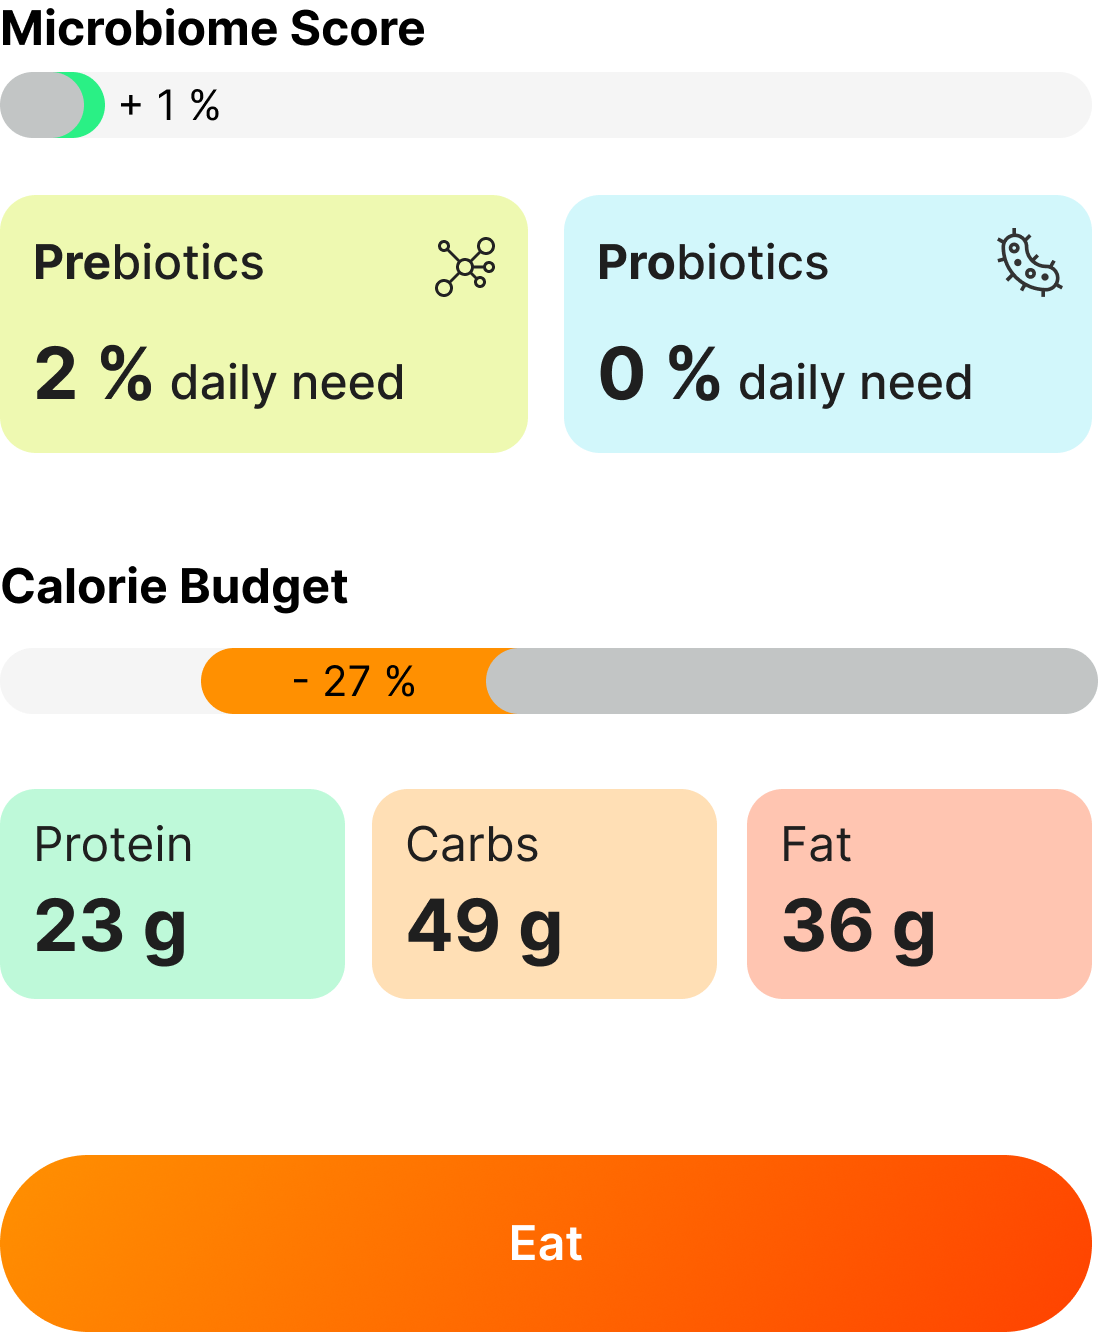 Microbiome Score
+ 1 %
Prebiotics
Probiotics
2 % daily need
0 % daily need
Calorie Budget
- 27 %
Protein
Carbs
Fat
23 g
49 g
36 g
Eat